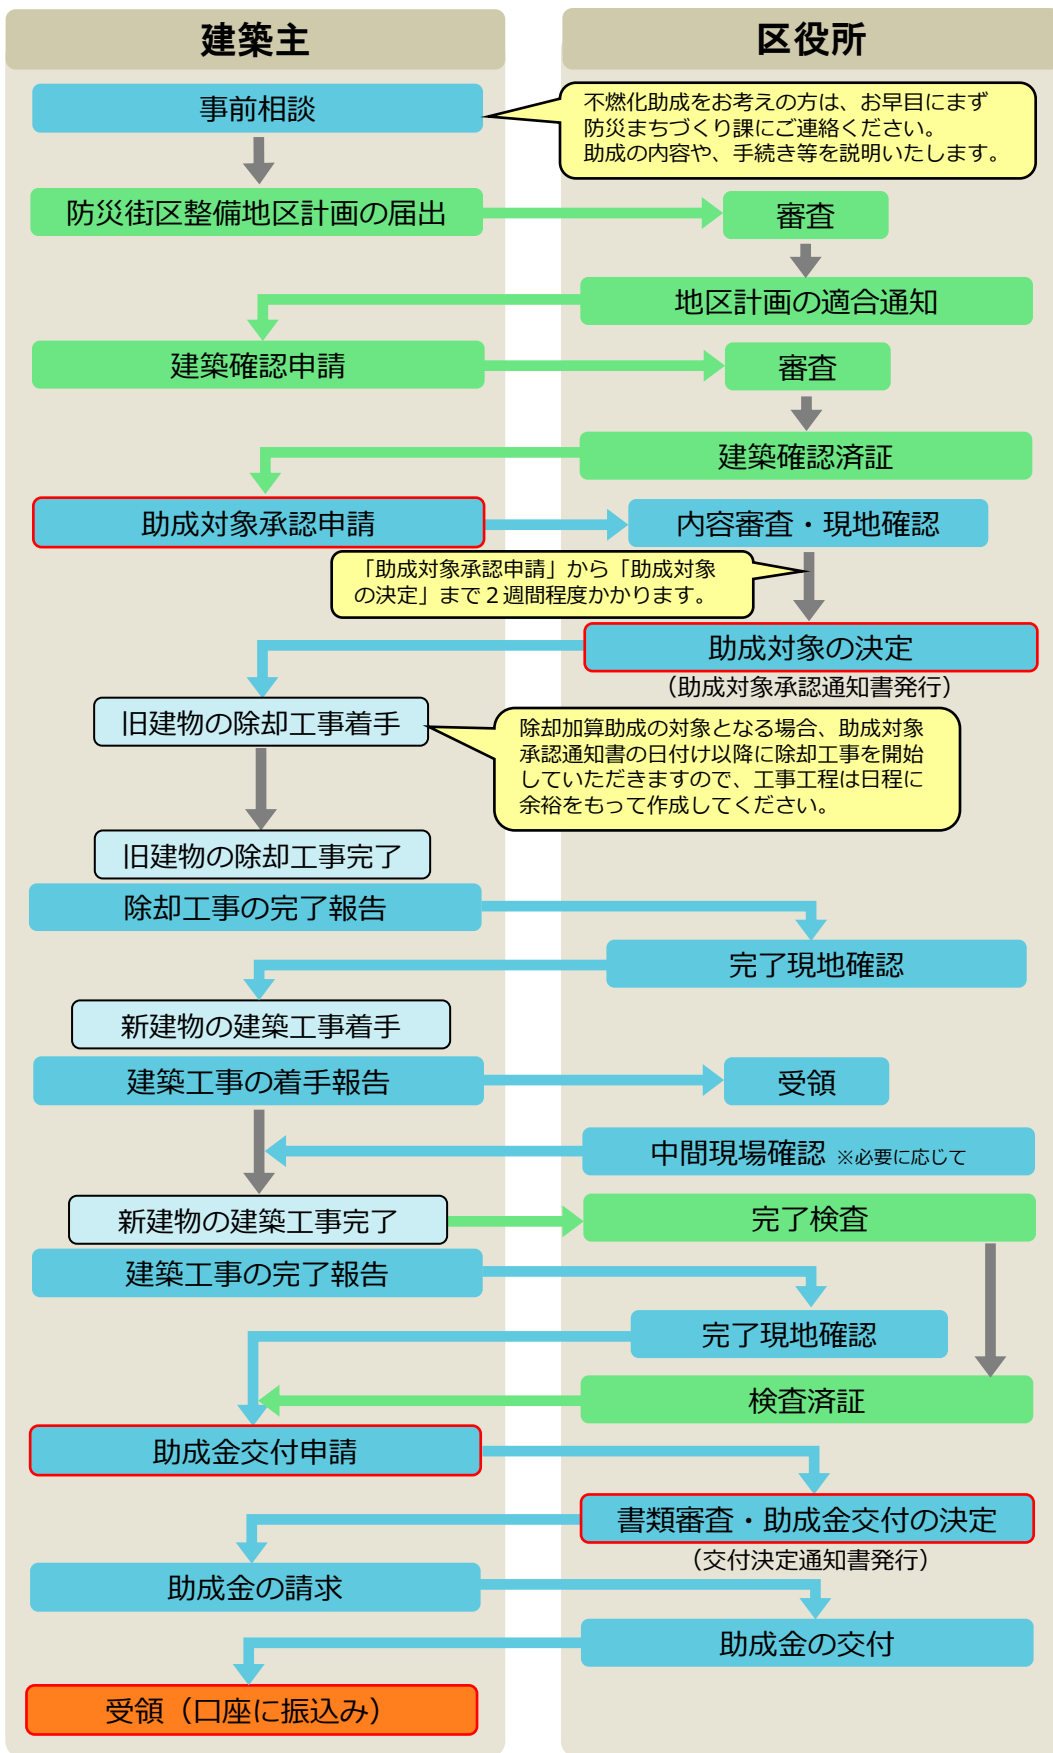 建築主
区役所
事前相談
不燃化助成をお考えの方は、お早目にまず
防災まちづくり課にご連絡ください。
助成の内容や、手続き等を説明いたします。
防災街区整備地区計画の届出
審査
地区計画の適合通知
建築確認申請
審査
建築確認済証
助成対象承認申請
内容審査・現地確認
「助成対象承認申請」から「助成対象
の決定」まで２週間程度かかります。
助成対象の決定
（助成対象承認通知書発行）
旧建物の除却工事着手
除却加算助成の対象となる場合、助成対象
承認通知書の日付け以降に除却工事を開始
していただきますので、工事工程は日程に
余裕をもって作成してください。
旧建物の除却工事完了
除却工事の完了報告
完了現地確認
新建物の建築工事着手
建築工事の着手報告
受領
中間現場確認 ※必要に応じて
新建物の建築工事完了
完了検査
建築工事の完了報告
完了現地確認
検査済証
助成金交付申請
書類審査・助成金交付の決定
（交付決定通知書発行）
助成金の請求
助成金の交付
受領（口座に振込み）